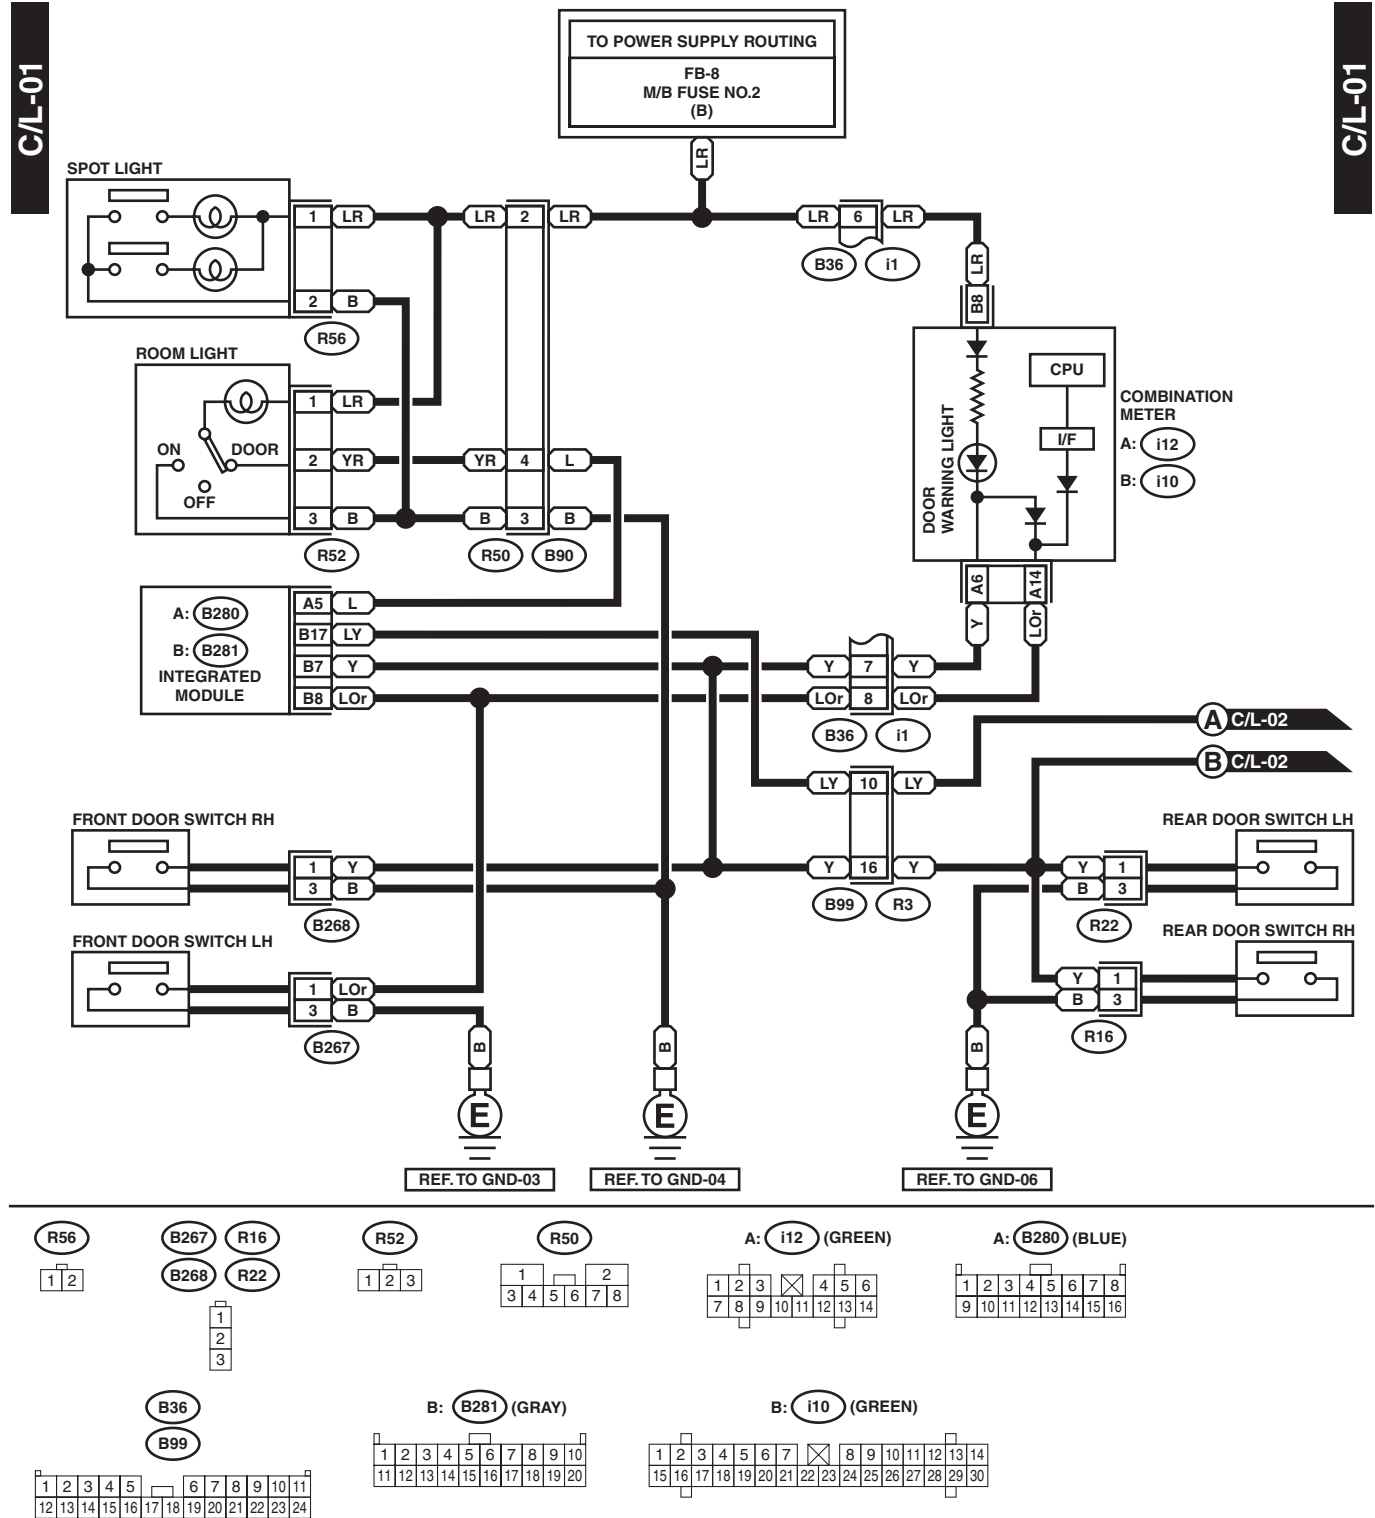 C/L-01
C/L-01
TO POWER SUPPLY ROUTING
FB-8
M/B FUSE NO.2
(B)
LR
SPOT LIGHT
1 LR
LR 2 LR
LR 6 LR
B36 i1
LR
B8
2 B
R56
ROOM LIGHT
1 LR
ON
DOOR
OFF
2 YR
YR 4 L
3 B
B 3 B
R52
R50 B90
CPU
I/F
DOOR
WARNING LIGHT
COMBINATION
METER
A: i12
B: i10
A6 A14
Y LOr
A: B280
B: B281
INTEGRATED
MODULE
A5 L
B17 LY
B7 Y
B8 LOr
Y 7 Y
LOr 8 LOr
B36 i1
A C/L-02
B C/L-02
LY 10 LY
FRONT DOOR SWITCH RH
1 Y
3 B
B268
Y 16 Y
B99 R3
REAR DOOR SWITCH LH
Y 1
B 3
R22
FRONT DOOR SWITCH LH
1 LOr
3 B
B267
REAR DOOR SWITCH RH
Y 1
B 3
R16
B
B
B
E
E
E
REF. TO GND-03
REF. TO GND-04
REF. TO GND-06
R56
1 2
B267 R16
B268 R22
1
2
3
R52
1 2 3
R50
1 2
3 4 5 6 7 8
A: i12 (GREEN)
1 2 3 4 5 6
7 8 9 10 11 12 13 14
A: B280 (BLUE)
1 2 3 4 5 6 7 8
9 10 11 12 13 14 15 16
B36
B99
1 2 3 4 5 6 7 8 9 10 11
12 13 14 15 16 17 18 19 20 21 22 23 24
B: B281 (GRAY)
1 2 3 4 5 6 7 8 9 10
11 12 13 14 15 16 17 18 19 20
B: i10 (GREEN)
1 2 3 4 5 6 7 8 9 10 11 12 13 14
15 16 17 18 19 20 21 22 23 24 25 26 27 28 29 30